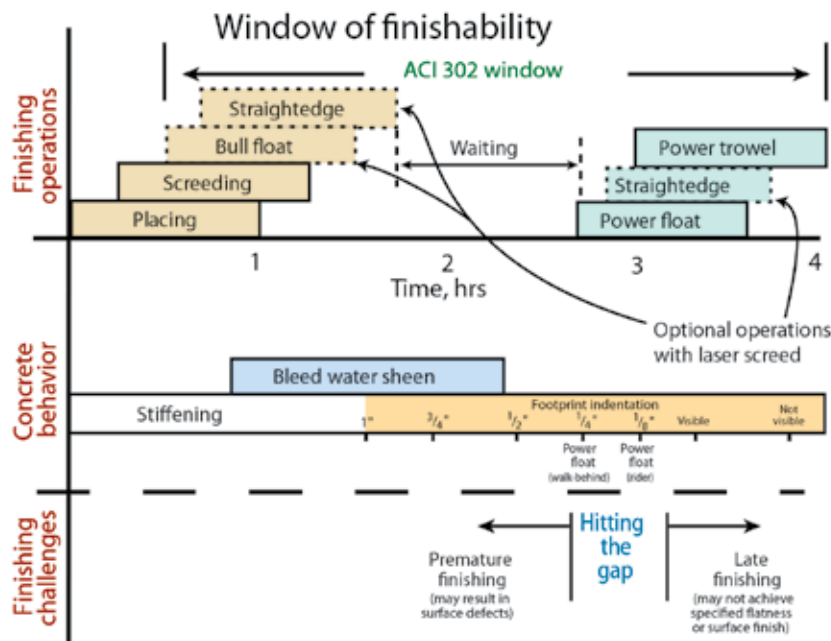 Window of finishability
ACI 302 window
Finishing
operations
Straightedge
Bull float
Screeding
Placing
Waiting
Power trowel
Straightedge
Power float
1
2
3
4
Time, hrs
Optional operations
with laser screed
Concrete
behavior
Bleed water sheen
Stiffening
Footprint indentation
1"
3/4"
1/2"
1/4"
1/8"
Visible
Not
visible
Power
float
(walk-behind)
Power
float
(rider)
Finishing
challenges
Premature
finishing
(may result in
surface defects)
Hitting
the
gap
Late
finishing
(may not achieve
specified flatness
or surface finish)